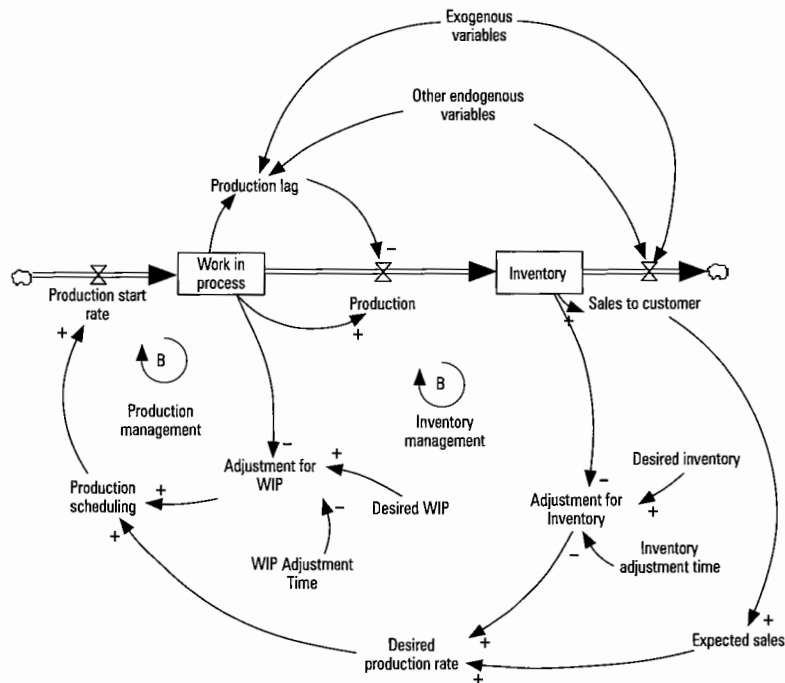 Exogenous
variables
Other endogenous
variables
Production lag
−
Work in
process
Inventory
Production start
rate
Production
Sales to customer
+
+
+
B
B
Production
management
Inventory
management
−
+
−
Adjustment for
WIP
Desired inventory
Production
scheduling
+
−
Desired WIP
Adjustment for
Inventory
+
+
WIP Adjustment
Time
−
Inventory
adjustment time
+
Desired
production rate
+
Expected sales
+